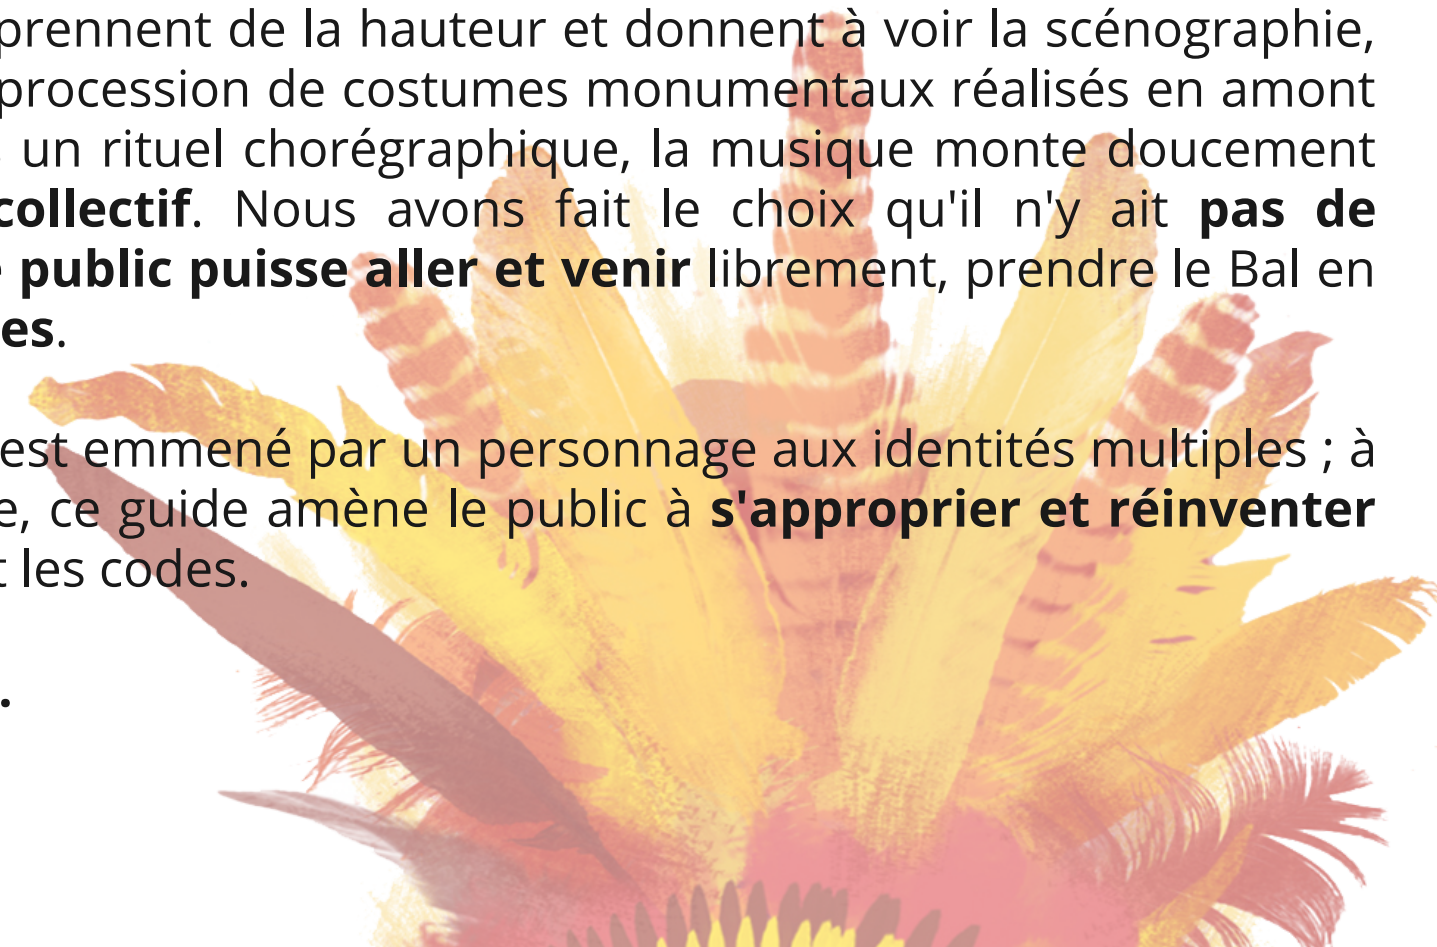 prennent de la hauteur et donnent à voir la scénographie,
procession de costumes monumentaux réalisés en amont
un rituel chorégraphique, la musique monte doucement
collectif. Nous avons fait le choix qu'il n'y ait pas de
public puisse aller et venir librement, prendre le Bal en
es.
est emmené par un personnage aux identités multiples ; à
e, ce guide amène le public à s'approprier et réinventer
t les codes.
.